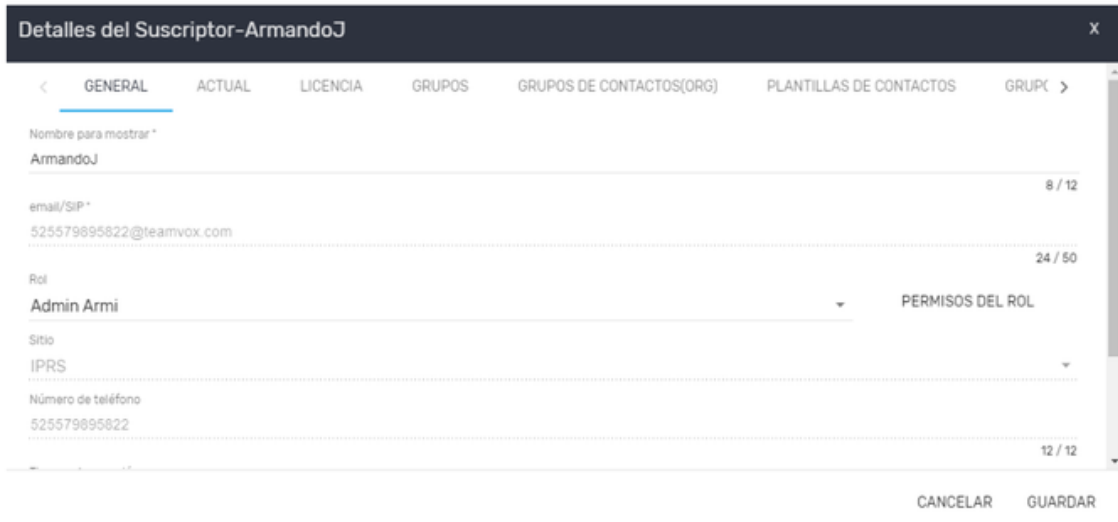 Detalles del Suscriptor-ArmandoJ X
GENERAL ACTUAL LICENCIA GRUPOS GRUPOS DE CONTACTOS(ORG) PLANTILLAS DE CONTACTOS GRUPO
Nombre para mostrar *
ArmandoJ
8 / 12
email/SIP *
525579895822@teamvox.com
24 / 50
Rol
Admin Armi PERMISOS DEL ROL
Sitio
IPRS
Número de teléfono
525579895822
12 / 12
CANCELAR GUARDAR